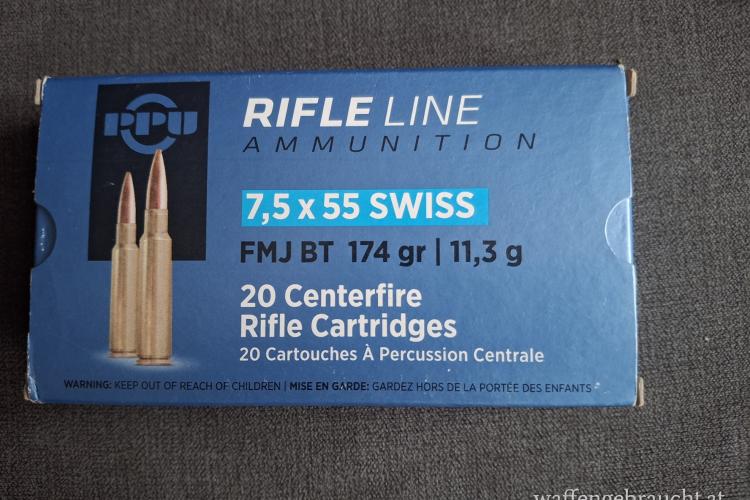 PPU
RIFLE LINE
AMMUNITION
7,5 x 55 SWISS
FMJ BT 174 gr | 11,3 g
20 Centerfire
Rifle Cartridges
20 Cartouches À Percussion Centrale
WARNING: KEEP OUT OF REACH OF CHILDREN | MISE EN GARDE: GARDEZ HORS DE LA PORTÉE DES ENFANTS
waffengebraucht.at